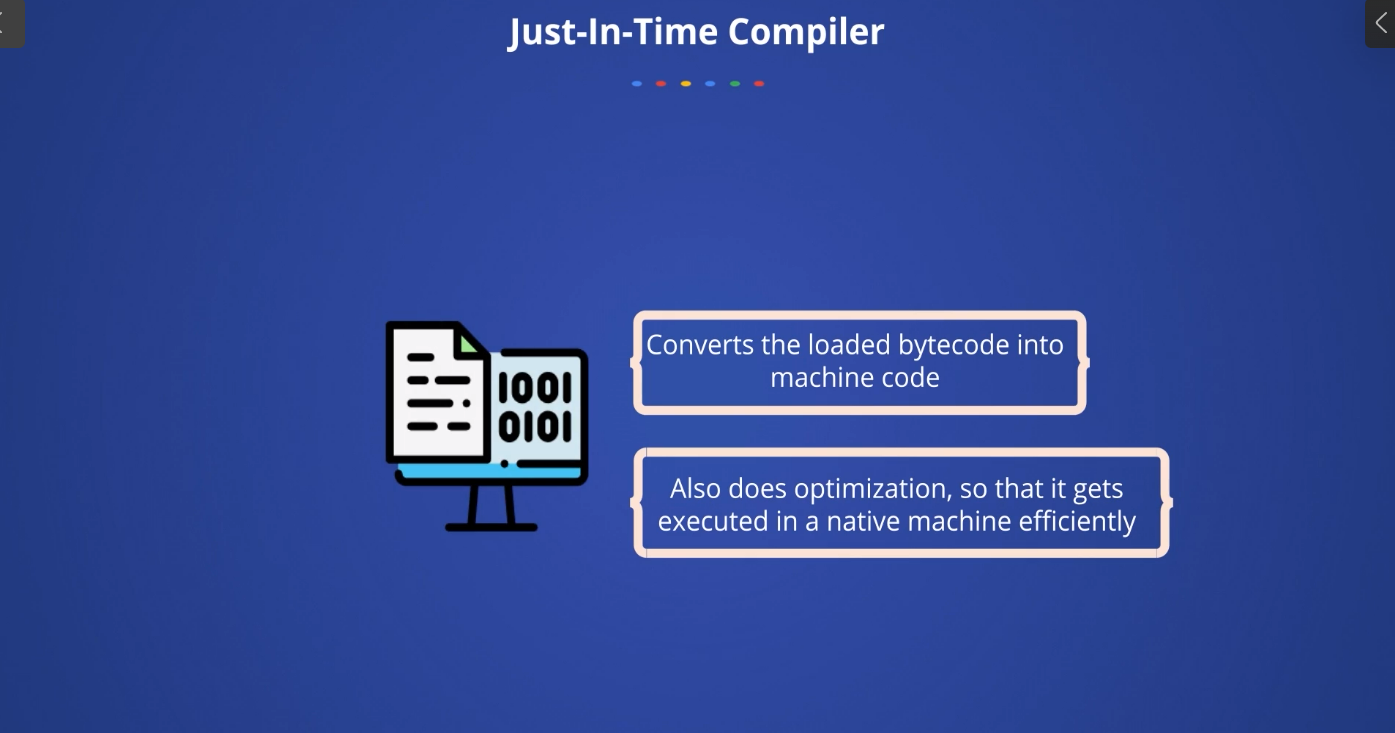 Just-In-Time Compiler
1001
0101
Converts the loaded bytecode into
machine code
Also does optimization, so that it gets
executed in a native machine efficiently